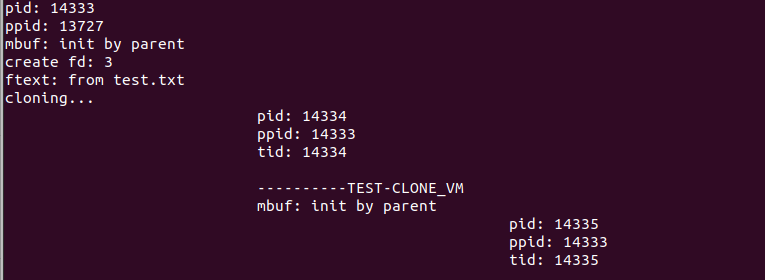 pid: 14333
ppid: 13727
mbuf: init by parent
create fd: 3
ftext: from test.txt
cloning...
pid: 14334
ppid: 14333
tid: 14334
----------TEST-CLONE_VM
mbuf: init by parent
pid: 14335
ppid: 14333
tid: 14335